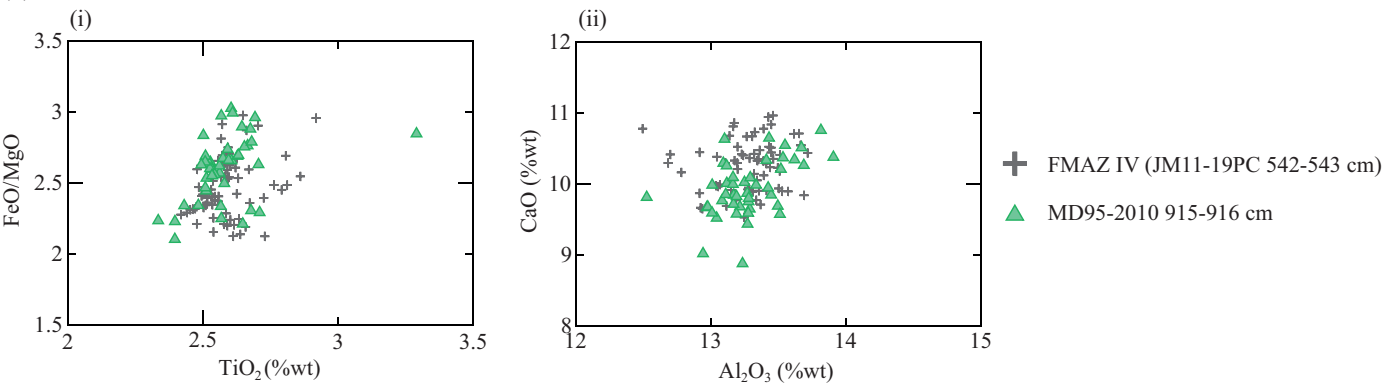 (i)
3.5
3
2.5
2
1.5
2
2.5
3
3.5
FeO/MgO
TiO₂ (%wt)
(ii)
12
11
10
9
8
12
13
14
15
CaO (%wt)
Al₂O₃ (%wt)
FMAZ IV (JM11-19PC 542-543 cm)
MD95-2010 915-916 cm